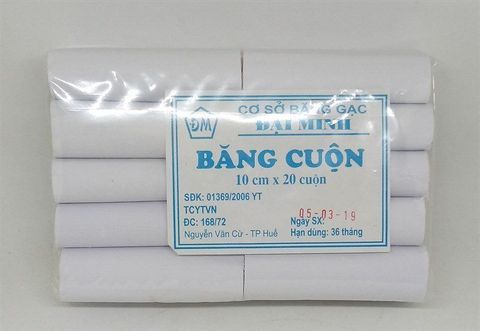 ĐM
CƠ SỞ BĂNG GẠC
ĐẠI MINH
BĂNG CUỘN
10 cm x 20 cuộn
SĐK: 01369/2006 YT
TCYTVN
ĐC: 168/72
Nguyễn Văn Cừ - TP Huế
05-03-19
Ngày SX:
Hạn dùng: 36 tháng